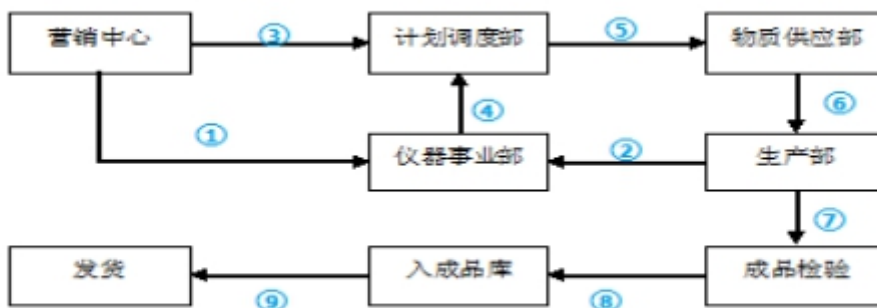 营销中心
③
计划调度部
⑤
物质供应部
④
⑥
①
仪器事业部
②
生产部
⑦
发货
入成品库
成品检验
⑨
⑧